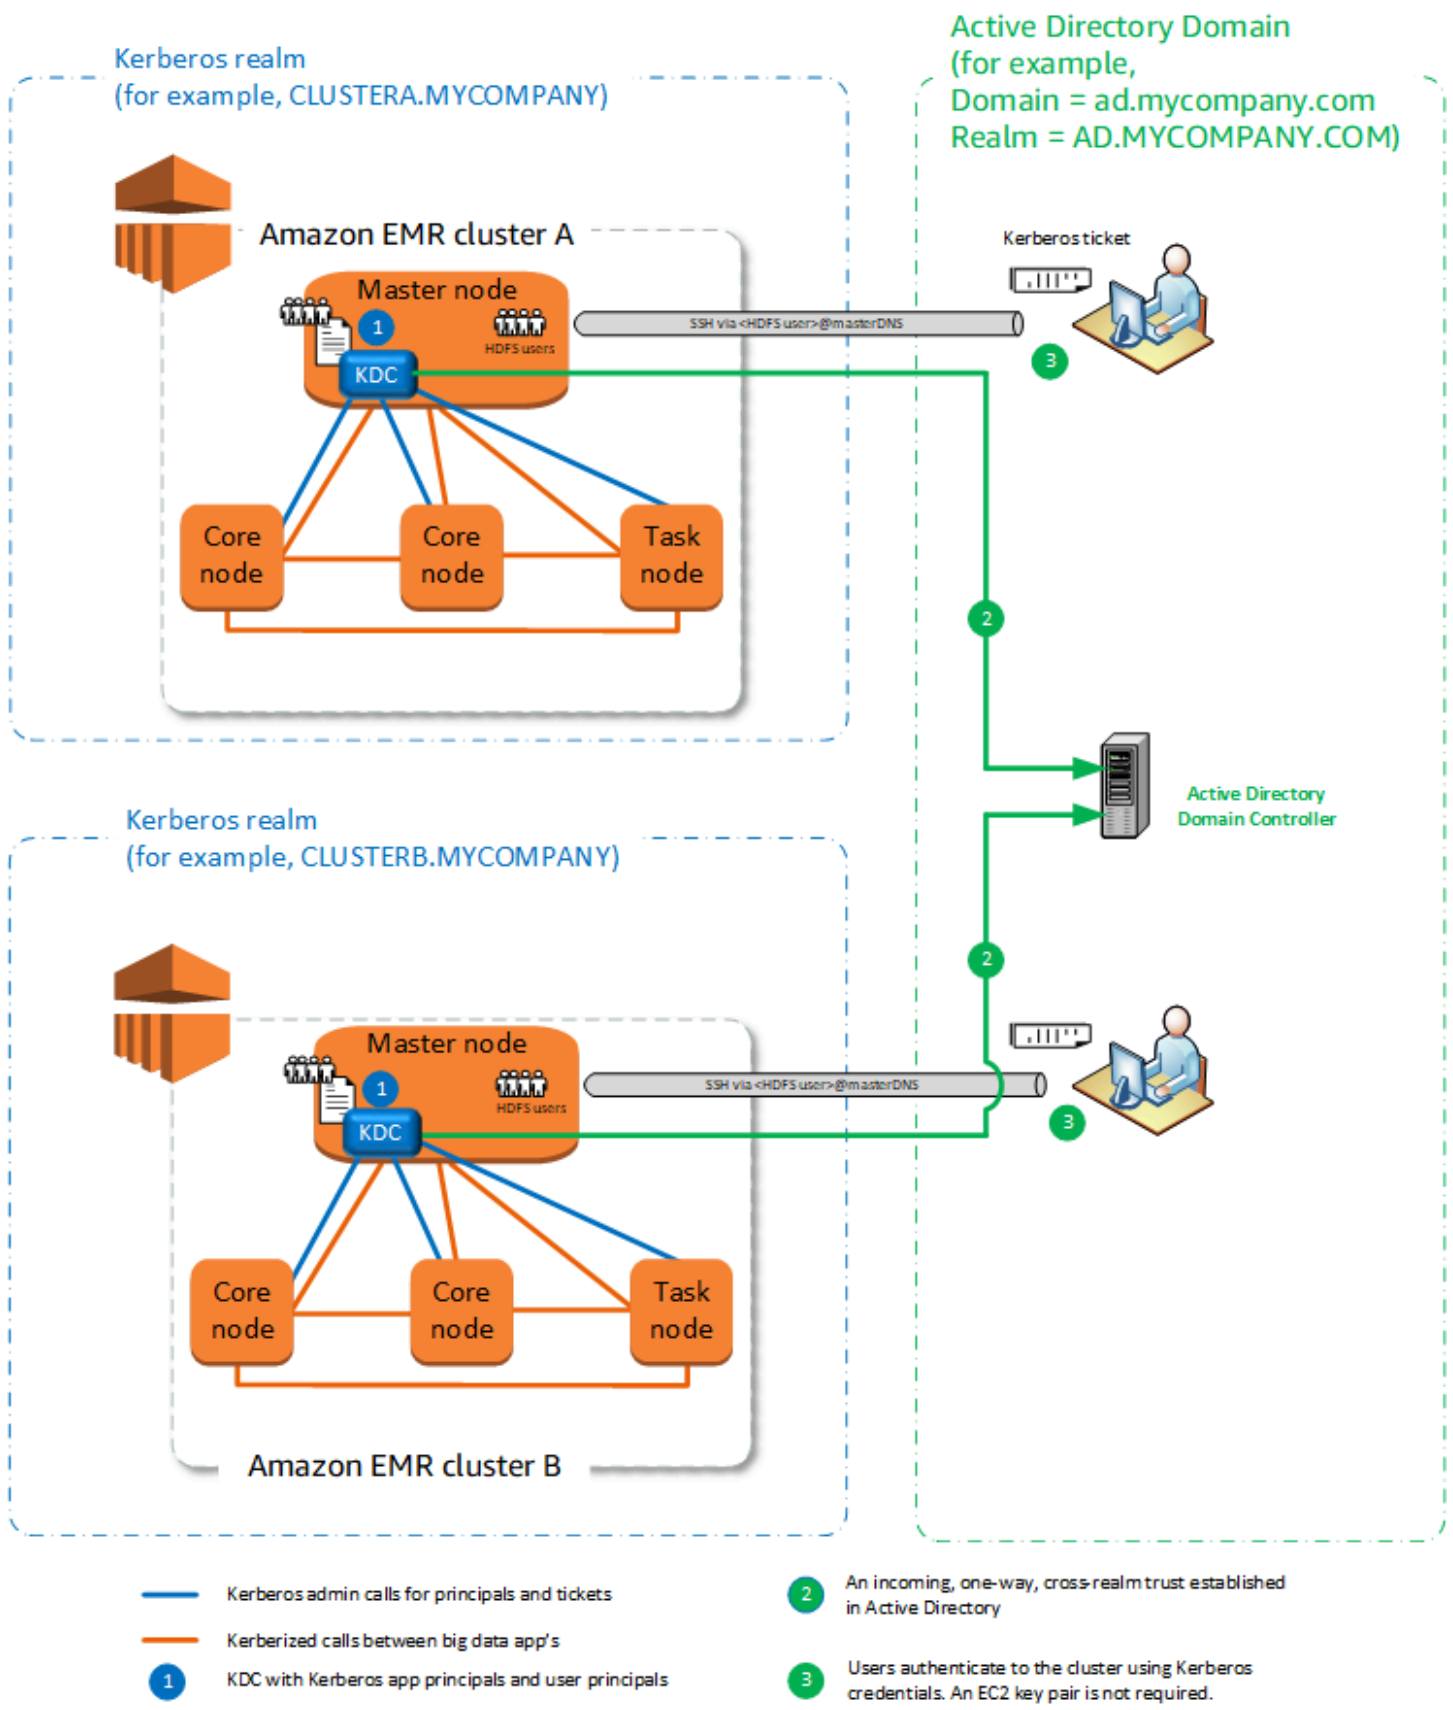 Active Directory Domain
(for example,
Domain = ad.mycompany.com
Realm = AD.MYCOMPANY.COM)
Kerberos realm
(for example, CLUSTERA.MYCOMPANY)
Amazon EMR cluster A
Kerberos ticket
Master node
1
HDFS users
SSH via <HDFS user>@masterDNS
3
KDC
Core
node
Core
node
Task
node
2
Active Directory
Domain Controller
Kerberos realm
(for example, CLUSTERB.MYCOMPANY)
2
Master node
1
HDFS users
SSH via <HDFS user>@masterDNS
3
KDC
Core
node
Core
node
Task
node
Amazon EMR cluster B
Kerberos admin calls for principals and tickets
Kerberized calls between big data app's
1 KDC with Kerberos app principals and user principals
2 An incoming, one-way, cross-realm trust established
in Active Directory
3 Users authenticate to the cluster using Kerberos
credentials. An EC2 key pair is not required.